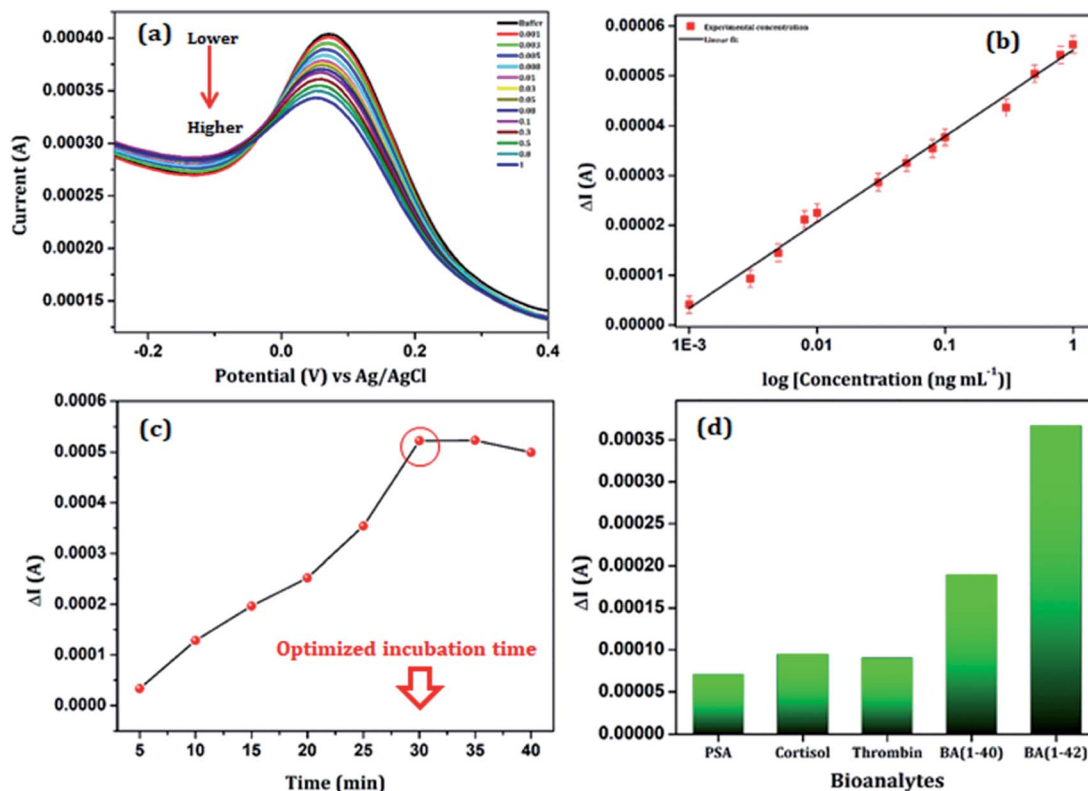 (a)
Lower
Higher
Buffer
0.001
0.003
0.005
0.008
0.01
0.03
0.05
0.08
0.1
0.3
0.5
0.8
1
0.00040
0.00035
0.00030
0.00025
0.00020
0.00015
Current (A)
-0.2
0.0
0.2
0.4
Potential (V) vs Ag/AgCl
(b)
Experimental concentration
Linear fit
0.00006
0.00005
0.00004
0.00003
0.00002
0.00001
0.00000
ΔI (A)
1E-3
0.01
0.1
1
log [Concentration (ng mL⁻¹)]
(c)
0.0006
0.0005
0.0004
0.0003
0.0002
0.0001
0.0000
ΔI (A)
Optimized incubation time
5
10
15
20
25
30
35
40
Time (min)
(d)
0.00035
0.00030
0.00025
0.00020
0.00015
0.00010
0.00005
0.00000
ΔI (A)
PSA
Cortisol
Thrombin
BA(1-40)
BA(1-42)
Bioanalytes